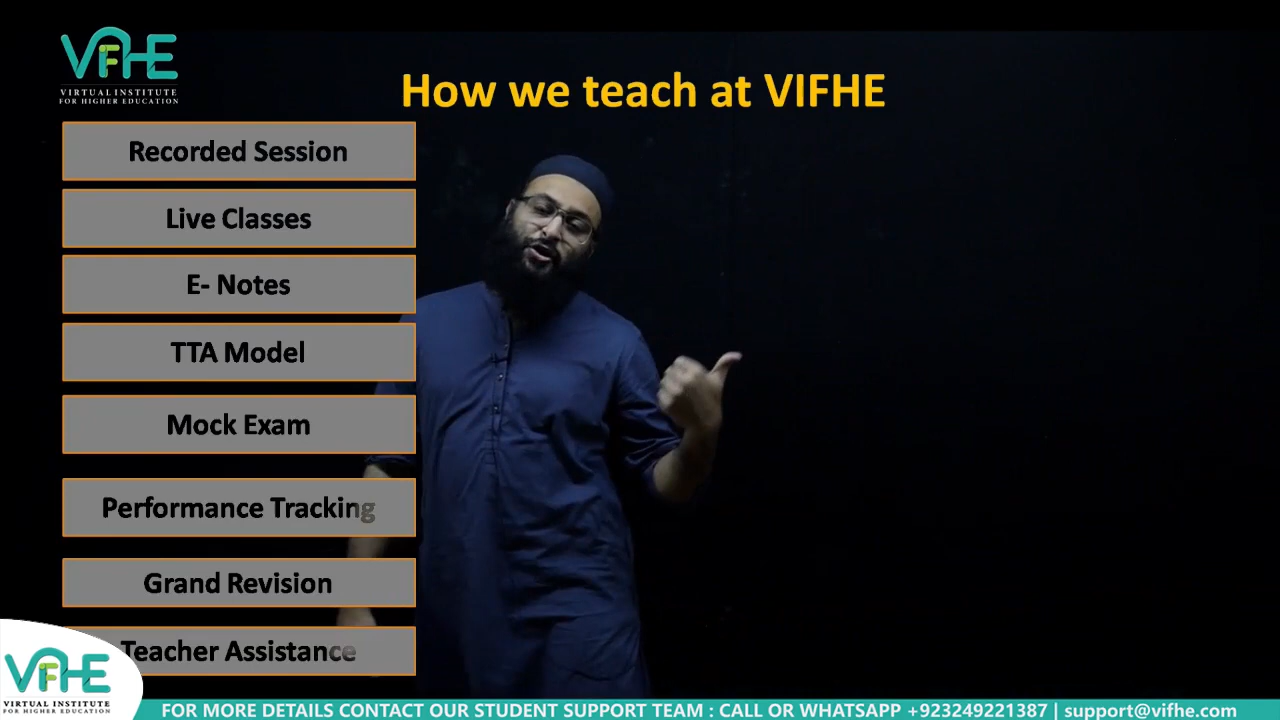 VIFHE
VIRTUAL INSTITUTE
FOR HIGHER EDUCATION
How we teach at VIFHE
Recorded Session
Live Classes
E- Notes
TTA Model
Mock Exam
Performance Tracking
Grand Revision
Teacher Assistance
VIFHE
VIRTUAL INSTITUTE
FOR HIGHER EDUCATION
FOR MORE DETAILS CONTACT OUR STUDENT SUPPORT TEAM : CALL OR WHATSAPP +923249221387 | support@vifhe.com